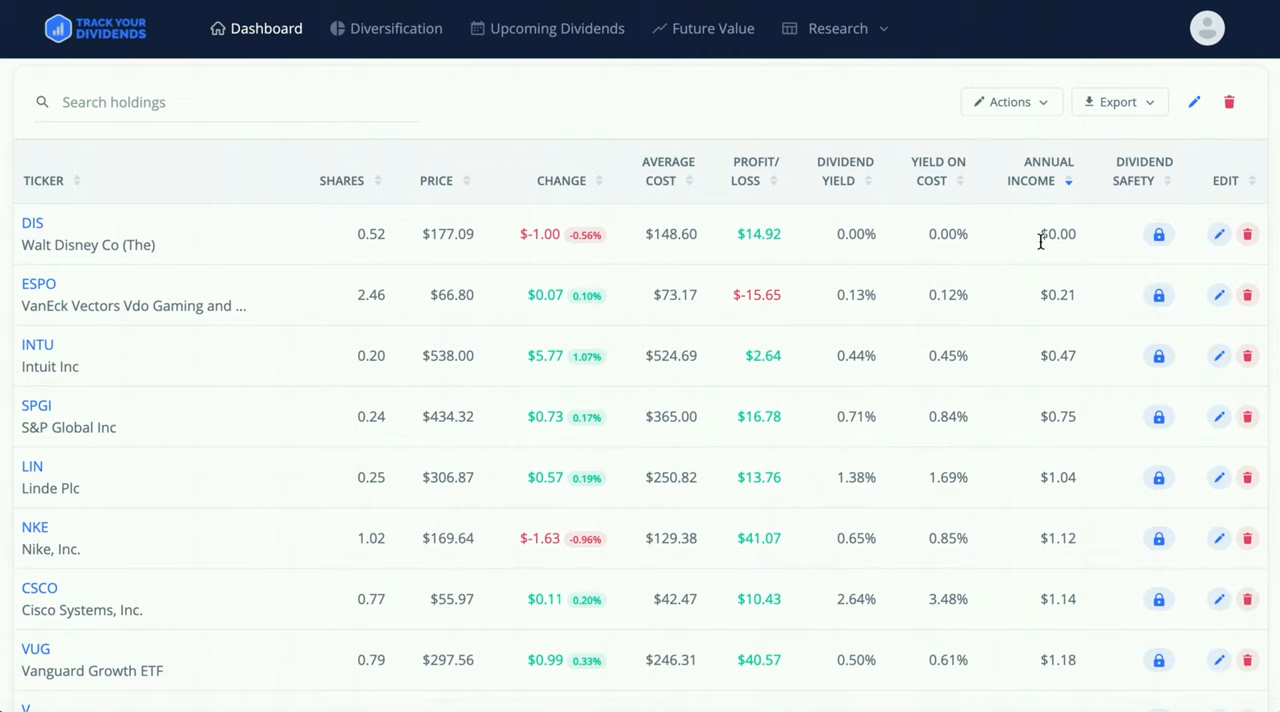 TRACK YOUR
DIVIDENDS
Dashboard Diversification Upcoming Dividends Future Value Research
Search holdings Actions Export
TICKER SHARES PRICE CHANGE AVERAGE COST PROFIT/ LOSS DIVIDEND YIELD YIELD ON COST ANNUAL INCOME DIVIDEND SAFETY EDIT
DIS
Walt Disney Co (The) 0.52 $177.09 $-1.00 -0.56% $148.60 $14.92 0.00% 0.00% $0.00
ESPO
VanEck Vectors Vdo Gaming and ... 2.46 $66.80 $0.07 0.10% $73.17 $-15.65 0.13% 0.12% $0.21
INTU
Intuit Inc 0.20 $538.00 $5.77 1.07% $524.69 $2.64 0.44% 0.45% $0.47
SPGI
S&P Global Inc 0.24 $434.32 $0.73 0.17% $365.00 $16.78 0.71% 0.84% $0.75
LIN
Linde Plc 0.25 $306.87 $0.57 0.19% $250.82 $13.76 1.38% 1.69% $1.04
NKE
Nike, Inc. 1.02 $169.64 $-1.63 -0.96% $129.38 $41.07 0.65% 0.85% $1.12
CSCO
Cisco Systems, Inc. 0.77 $55.97 $0.11 0.20% $42.47 $10.43 2.64% 3.48% $1.14
VUG
Vanguard Growth ETF 0.79 $297.56 $0.99 0.33% $246.31 $40.57 0.50% 0.61% $1.18